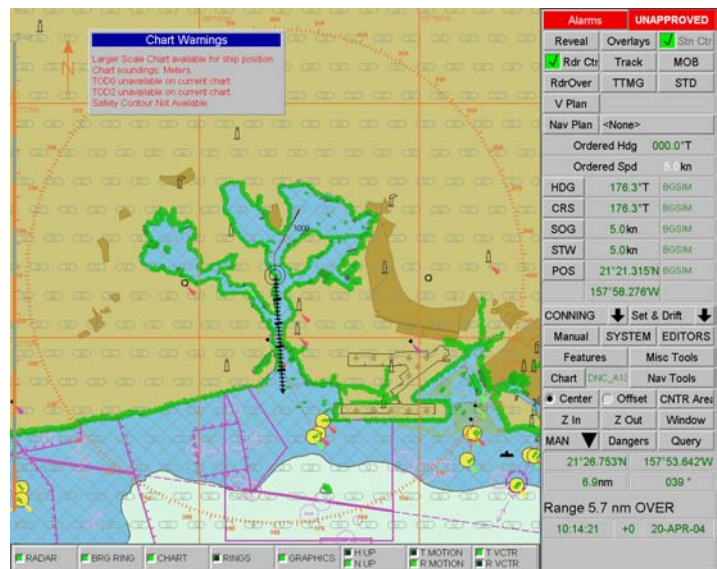 Chart Warnings
Larger Scale Chart available for ship position
Chart soundings: Meters
TOD0 unavailable on current chart
TOD2 unavailable on current chart
Safety Contour Not Available
N
1000
Alarms UNAPPROVED
Reveal Overlays Stn Ctr
Rdr Ctr Track MOB
RdrOver TTMG STD
V Plan
Nav Plan <None>
Ordered Hdg 000.0°T
Ordered Spd 5.0kn
HDG 176.3°T BGSIM
CRS 176.3°T BGSIM
SOG 5.0kn BGSIM
STW 5.0kn BGSIM
POS 21°21.315'N BGSIM
157°58.276'W
CONNING Set & Drift
Manual SYSTEM EDITORS
Features Misc Tools
Chart DNC_A13 Nav Tools
Center Offset CNTR Area
Z In Z Out Window
MAN Dangers Query
21°26.753'N 157°53.642'W
6.9nm 039 °
Range 5.7 nm OVER
10:14:21 +0 20-APR-04
RADAR BRG RING CHART RINGS GRAPHICS H UP T MOTION T VCTR
N UP R MOTION R VCTR